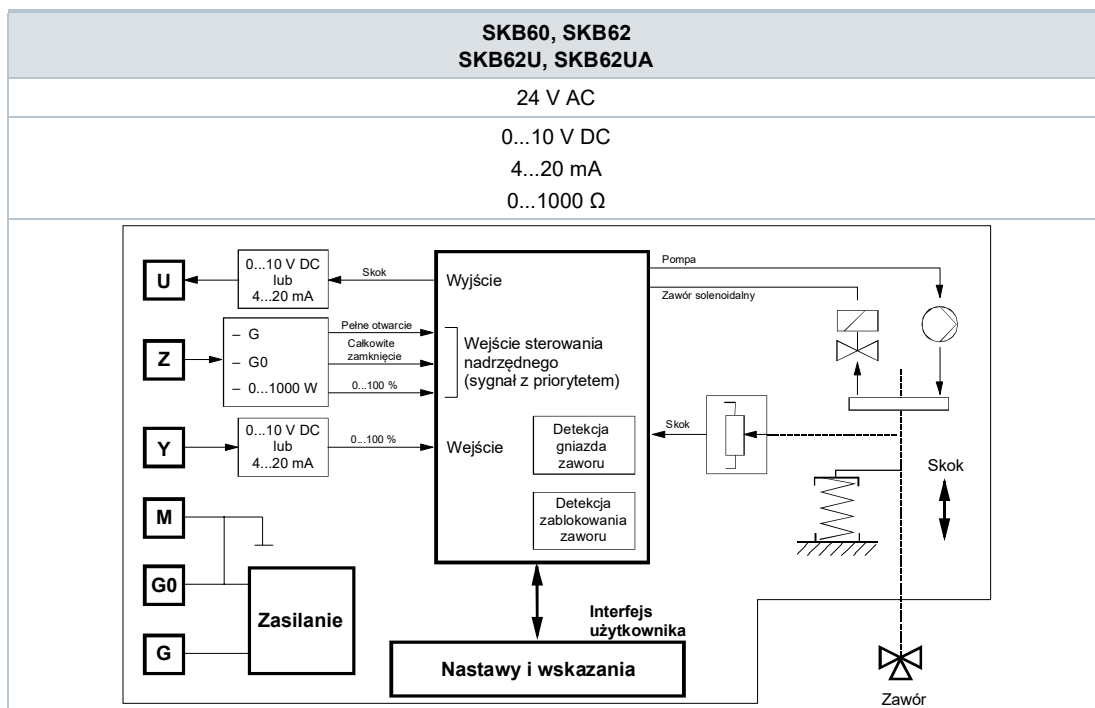 SKB60, SKB62
SKB62U, SKB62UA
24 V AC
0...10 V DC
4...20 mA
0...1000 Ω
U
0...10 V DC
lub
4...20 mA
Skok
Wyjście
Pompa
Zawór solenoidalny
Z
– G
– G0
– 0...1000 W
Pełne otwarcie
Całkowite
zamknięcie
0...100 %
Wejście sterowania
nadrzędnego
(sygnał z priorytetem)
Y
0...10 V DC
lub
4...20 mA
0...100 %
Wejście
Detekcja
gniazda
zaworu
Skok
Skok
Detekcja
zablokowania
zaworu
M
G0
G
Zasilanie
Interfejs
użytkownika
Nastawy i wskazania
Zawór